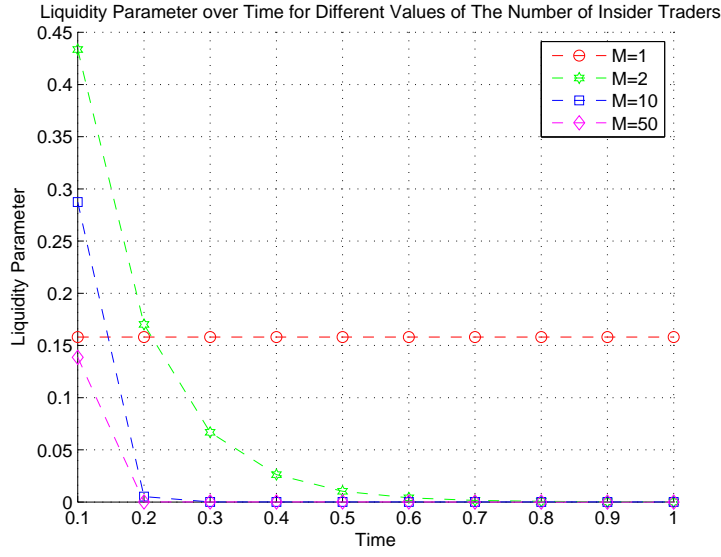 Liquidity Parameter over Time for Different Values of The Number of Insider Traders
0.45
0.4
0.35
0.3
0.25
0.2
0.15
0.1
0.05
0
Liquidity Parameter
M=1
M=2
M=10
M=50
0.1 0.2 0.3 0.4 0.5 0.6 0.7 0.8 0.9 1
Time